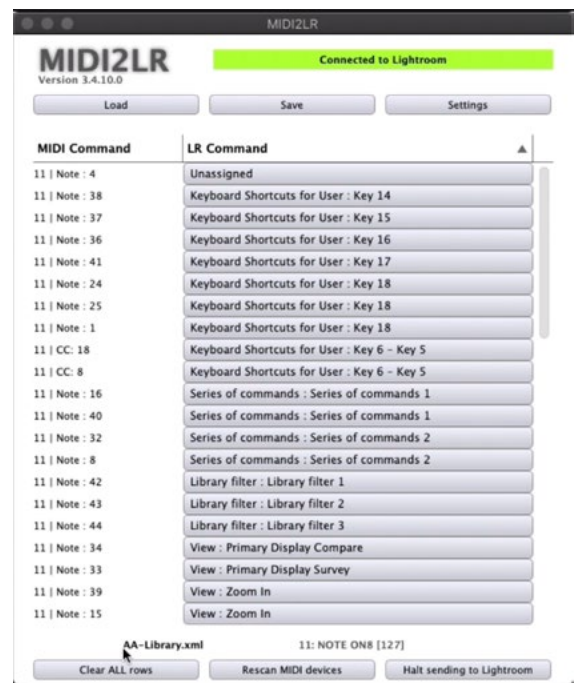 MIDI2LR
MIDI2LR
Connected to Lightroom
Version 3.4.10.0
Load Save Settings
MIDI Command LR Command
11 | Note : 4 Unassigned
11 | Note : 38 Keyboard Shortcuts for User : Key 14
11 | Note : 37 Keyboard Shortcuts for User : Key 15
11 | Note : 36 Keyboard Shortcuts for User : Key 16
11 | Note : 41 Keyboard Shortcuts for User : Key 17
11 | Note : 24 Keyboard Shortcuts for User : Key 18
11 | Note : 25 Keyboard Shortcuts for User : Key 18
11 | Note : 1 Keyboard Shortcuts for User : Key 18
11 | CC: 18 Keyboard Shortcuts for User : Key 6 - Key 5
11 | CC: 8 Keyboard Shortcuts for User : Key 6 - Key 5
11 | Note : 16 Series of commands : Series of commands 1
11 | Note : 40 Series of commands : Series of commands 1
11 | Note : 32 Series of commands : Series of commands 2
11 | Note : 8 Series of commands : Series of commands 2
11 | Note : 42 Library filter : Library filter 1
11 | Note : 43 Library filter : Library filter 2
11 | Note : 44 Library filter : Library filter 3
11 | Note : 34 View : Primary Display Compare
11 | Note : 33 View : Primary Display Survey
11 | Note : 39 View : Zoom In
11 | Note : 15 View : Zoom In
AA-Library.xml 11: NOTE ON8 [127]
Clear ALL rows Rescan MIDI devices Halt sending to Lightroom